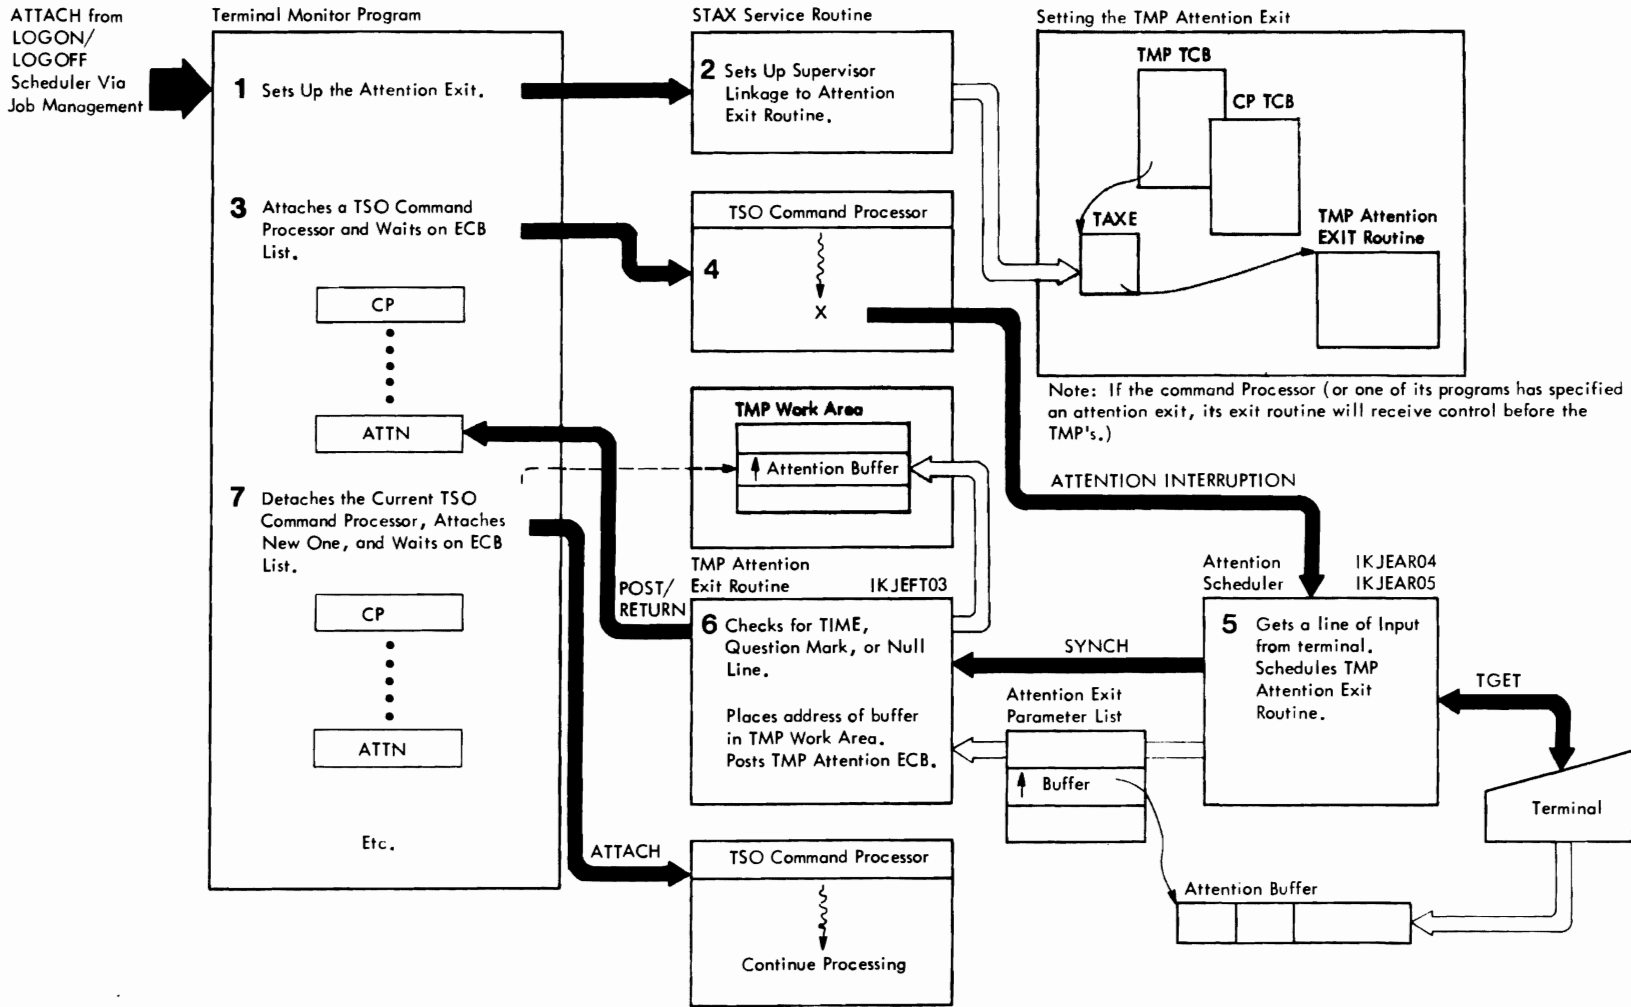 ATTACH from
LOGON/
LOGOFF
Scheduler Via
Job Management
Terminal Monitor Program
1 Sets Up the Attention Exit.
3 Attaches a TSO Command
Processor and Waits on ECB
List.
CP
ATTN
7 Detaches the Current TSO
Command Processor, Attaches
New One, and Waits on ECB
List.
CP
ATTN
Etc.
STAX Service Routine
2 Sets Up Supervisor
Linkage to Attention
Exit Routine.
TSO Command Processor
4
X
TMP Work Area
↑ Attention Buffer
TMP Attention
Exit Routine IKJEFT03
POST/
RETURN
6 Checks for TIME,
Question Mark, or Null
Line.
Places address of buffer
in TMP Work Area.
Posts TMP Attention ECB.
ATTACH
TSO Command Processor
Continue Processing
Setting the TMP Attention Exit
TMP TCB
CP TCB
TAXE
TMP Attention
EXIT Routine
Note: If the command Processor (or one of its programs has specified
an attention exit, its exit routine will receive control before the
TMP's.)
ATTENTION INTERRUPTION
Attention IKJEAR04
Scheduler IKJEAR05
5 Gets a line of Input
from terminal.
Schedules TMP
Attention Exit
Routine.
SYNCH
TGET
Attention Exit
Parameter List
↑ Buffer
Terminal
Attention Buffer